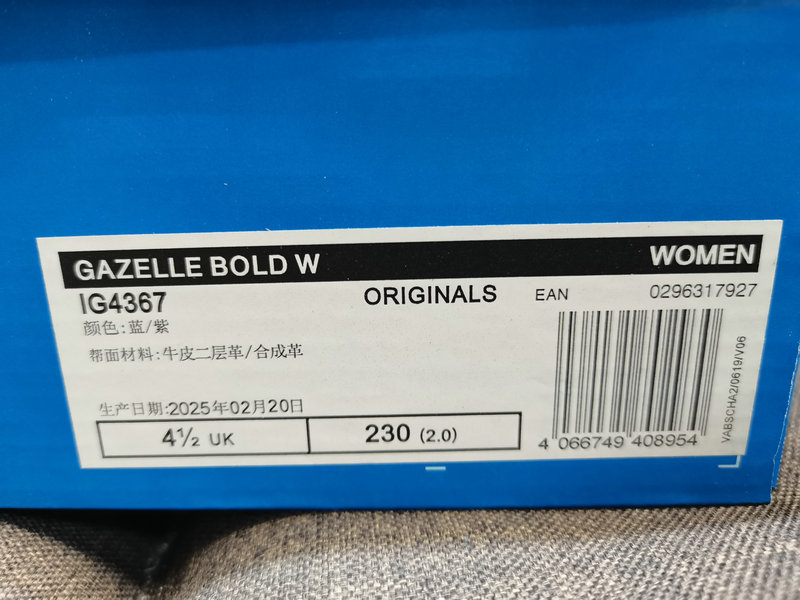 GAZELLE BOLD W WOMEN
IG4367 ORIGINALS EAN 0296317927
颜色:蓝/紫
帮面材料:牛皮二层革/合成革
生产日期:2025年02月20日
4½ UK 230 (2.0)
4 066749 408954
VABSCHA2/0619/V06